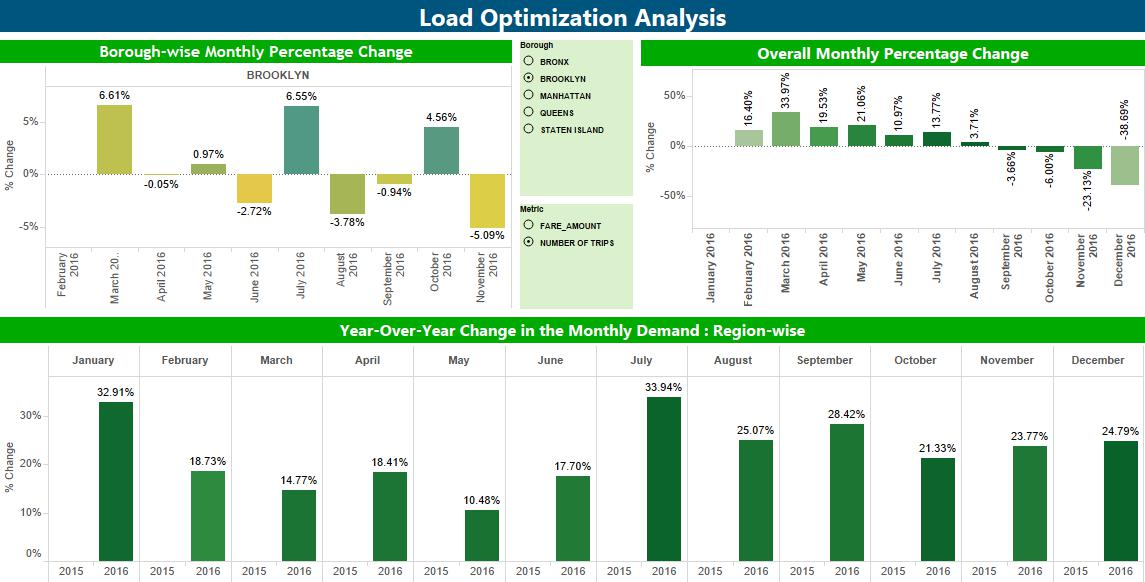 Load Optimization Analysis
Borough-wise Monthly Percentage Change
BROOKLYN
% Change
5%
0%
-5%
6.61%
-0.05%
0.97%
-2.72%
6.55%
-3.78%
-0.94%
4.56%
-5.09%
February 2016
March 20..
April 2016
May 2016
June 2016
July 2016
August 2016
September 2016
October 2016
November 2016
Borough
BRONX
BROOKLYN
MANHATTAN
QUEENS
STATEN ISLAND
Metric
FARE_AMOUNT
NUMBER OF TRIPS
Overall Monthly Percentage Change
% Change
50%
0%
-50%
16.40%
33.97%
19.53%
21.06%
10.97%
13.77%
3.71%
-3.66%
-6.00%
-23.13%
-38.69%
January 2016
February 2016
March 2016
April 2016
May 2016
June 2016
July 2016
August 2016
September 2016
October 2016
November 2016
December 2016
Year-Over-Year Change in the Monthly Demand : Region-wise
January February March April May June July August September October November December
% Change
30%
20%
10%
0%
32.91%
18.73%
14.77%
18.41%
10.48%
17.70%
33.94%
25.07%
28.42%
21.33%
23.77%
24.79%
2015 2016 2015 2016 2015 2016 2015 2016 2015 2016 2015 2016 2015 2016 2015 2016 2015 2016 2015 2016 2015 2016 2015 2016